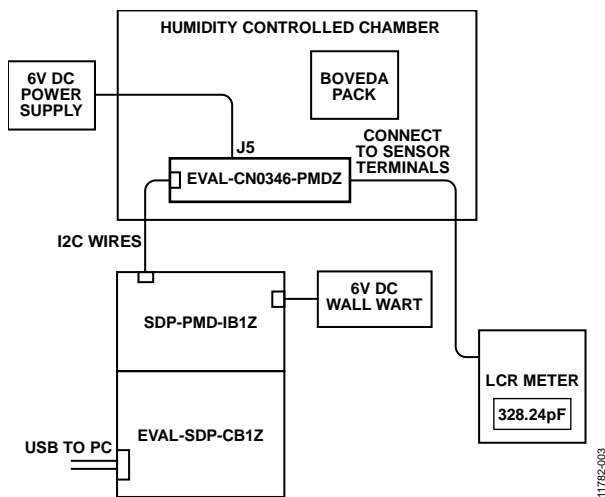 HUMIDITY CONTROLLED CHAMBER
6V DC
POWER
SUPPLY
BOVEDA
PACK
J5
CONNECT
TO SENSOR
TERMINALS
EVAL-CN0346-PMDZ
I2C WIRES
SDP-PMD-IB1Z
6V DC
WALL WART
LCR METER
328.24pF
EVAL-SDP-CB1Z
USB TO PC
11782-003